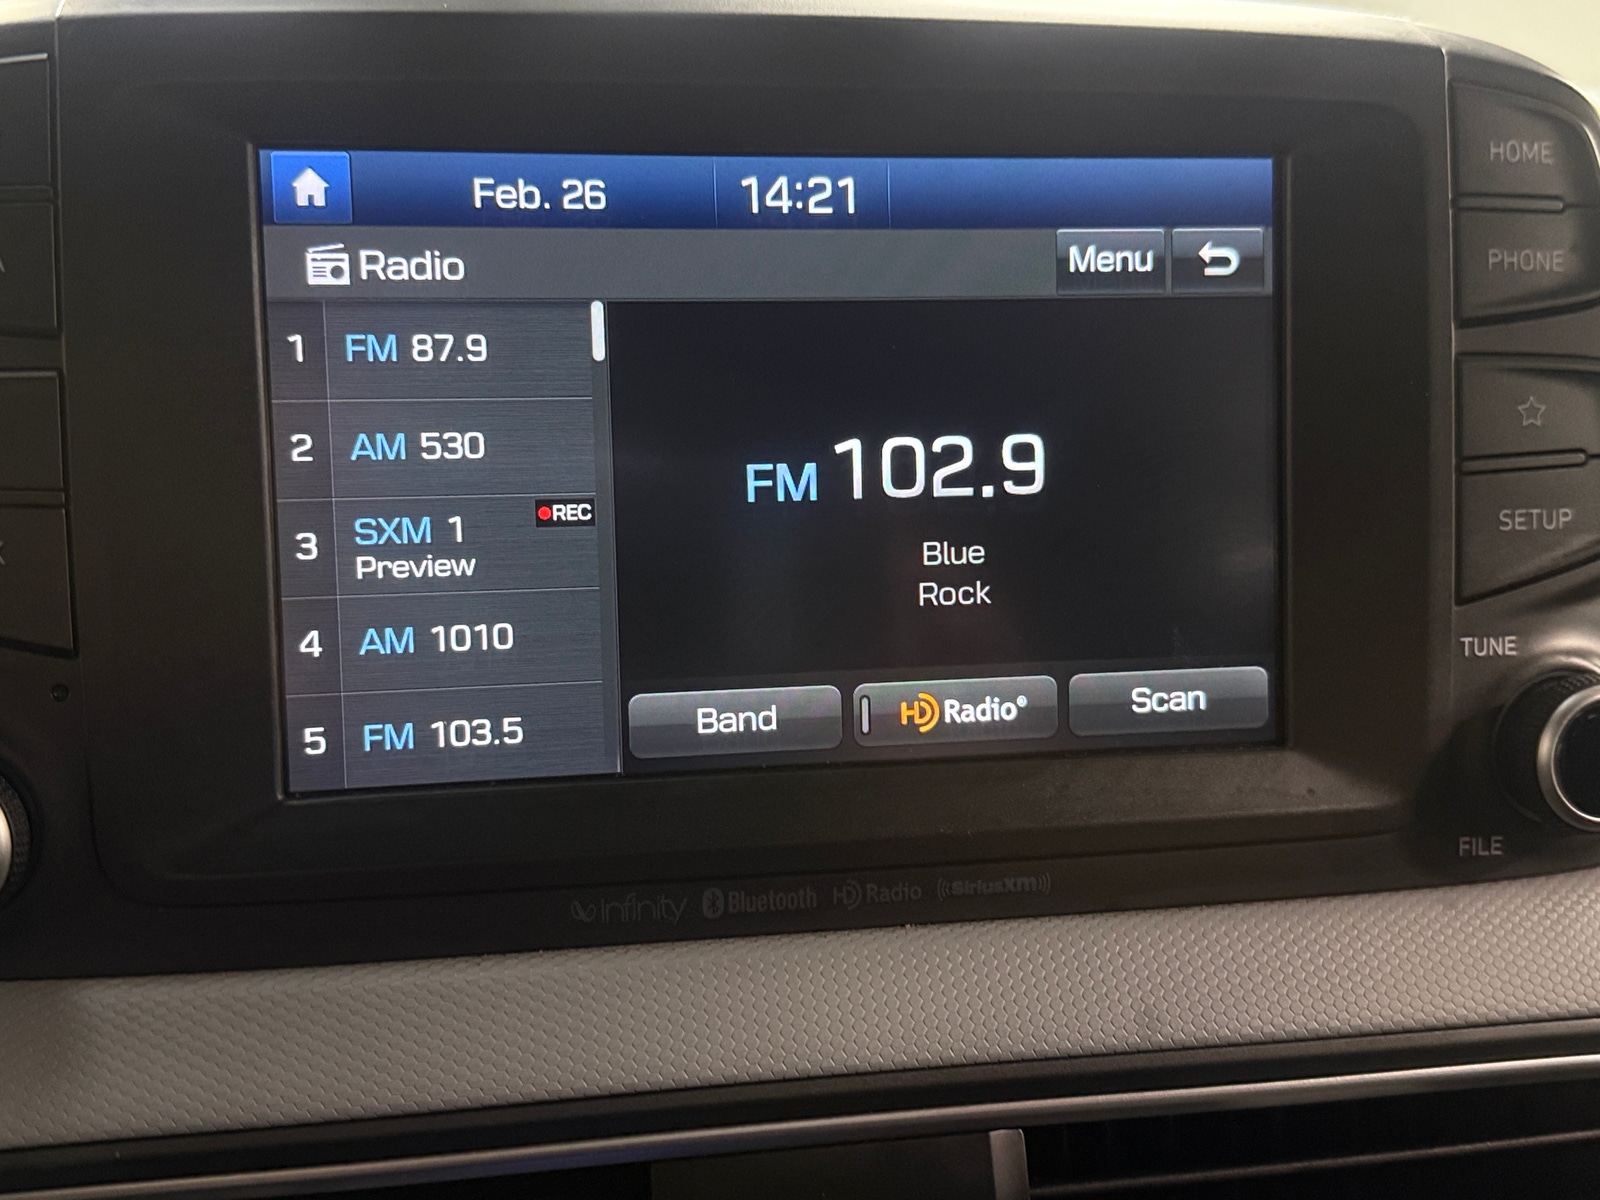 Feb. 26 14:21
Radio Menu
1 FM 87.9
2 AM 530
3 SXM 1 REC
Preview
4 AM 1010
5 FM 103.5
FM 102.9
Blue
Rock
Band HD Radio® Scan
HOME
PHONE
SETUP
TUNE
FILE
Infinity Bluetooth HD Radio ((SiriusXM))